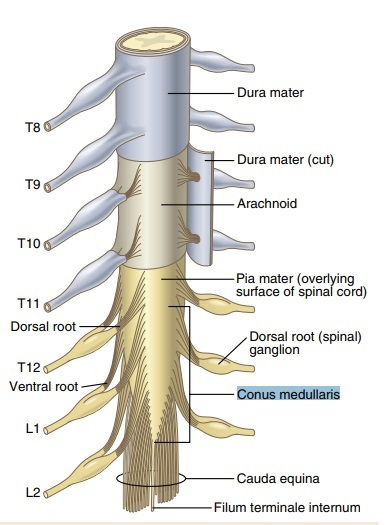 Dura mater
T8
Dura mater (cut)
T9
Arachnoid
T10
Pia mater (overlying
surface of spinal cord)
T11
Dorsal root
Dorsal root (spinal)
ganglion
T12
Ventral root
Conus medullaris
L1
Cauda equina
L2
Filum terminale internum